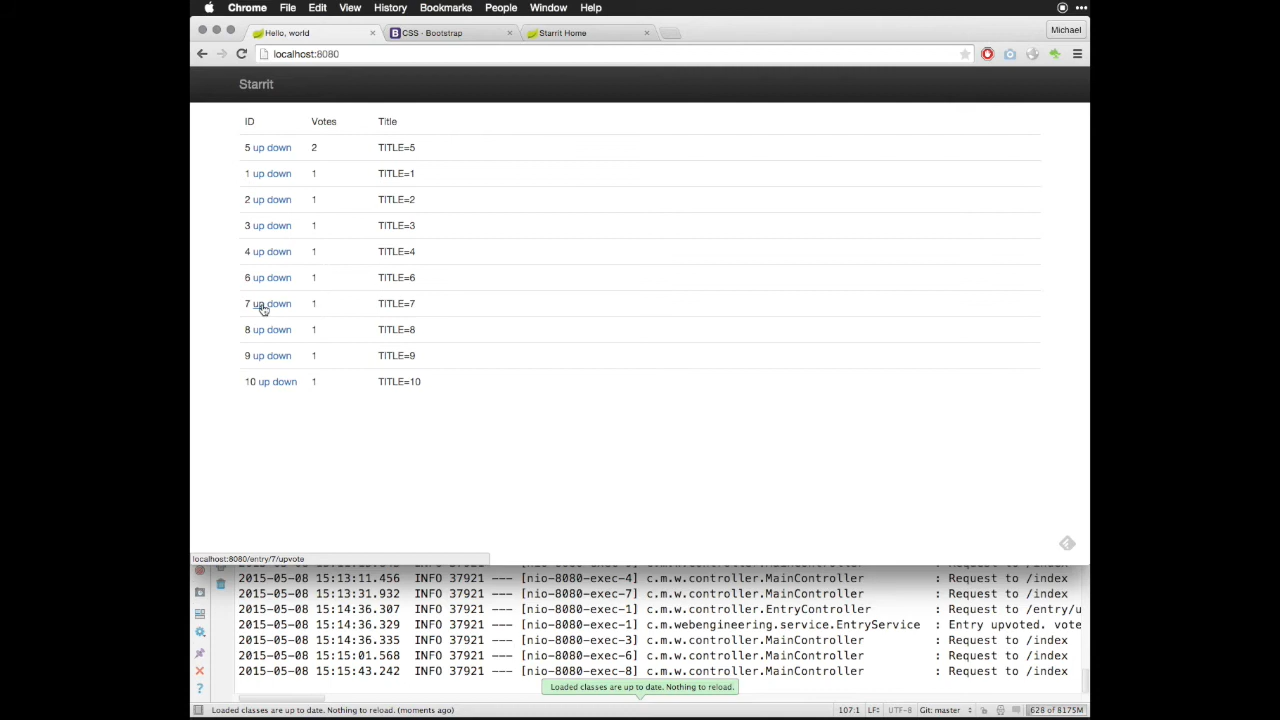 Chrome File Edit View History Bookmarks People Window Help
Hello, world CSS · Bootstrap Starrit Home Michael
localhost:8080
Starrit
ID Votes Title
5 up down 2 TITLE=5
1 up down 1 TITLE=1
2 up down 1 TITLE=2
3 up down 1 TITLE=3
4 up down 1 TITLE=4
6 up down 1 TITLE=6
7 up down 1 TITLE=7
8 up down 1 TITLE=8
9 up down 1 TITLE=9
10 up down 1 TITLE=10
localhost:8080/entry/7/upvote
2015-05-08 15:13:11.456 INFO 37921 --- [nio-8080-exec-4] c.m.w.controller.MainController : Request to /index
2015-05-08 15:13:31.932 INFO 37921 --- [nio-8080-exec-7] c.m.w.controller.MainController : Request to /index
2015-05-08 15:14:36.307 INFO 37921 --- [nio-8080-exec-1] c.m.w.controller.EntryController : Request to /entry/u
2015-05-08 15:14:36.329 INFO 37921 --- [nio-8080-exec-1] c.m.webengineering.service.EntryService : Entry upvoted. vote
2015-05-08 15:14:36.335 INFO 37921 --- [nio-8080-exec-3] c.m.w.controller.MainController : Request to /index
2015-05-08 15:15:01.568 INFO 37921 --- [nio-8080-exec-6] c.m.w.controller.MainController : Request to /index
2015-05-08 15:15:43.242 INFO 37921 --- [nio-8080-exec-8] c.m.w.controller.MainController : Request to /index
Loaded classes are up to date. Nothing to reload.
Loaded classes are up to date. Nothing to reload. (moments ago) 107:1 LF÷ UTF-8 Git: master 628 of 8175M